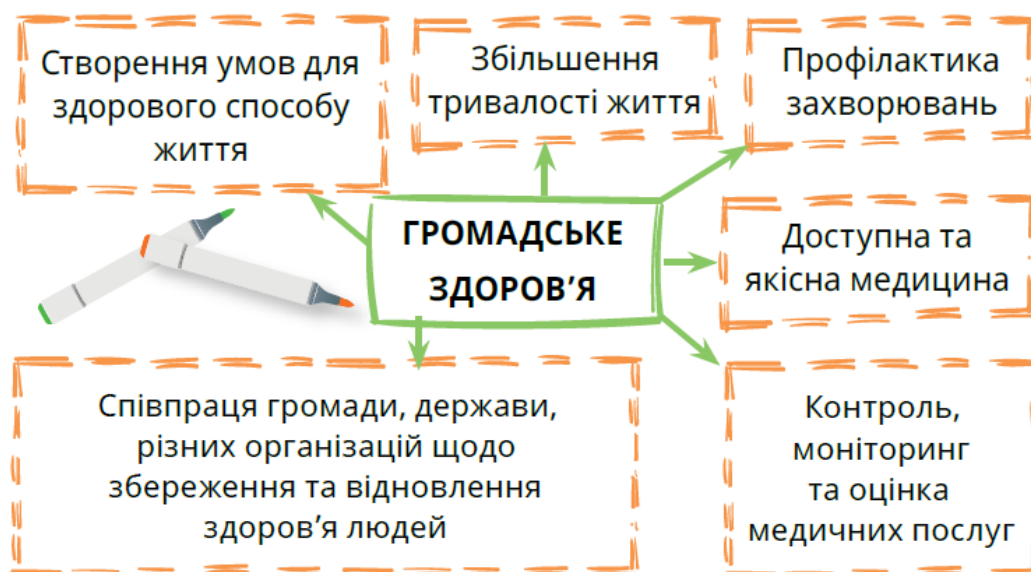 Створення умов для
здорового способу
життя
Збільшення
тривалості життя
Профілактика
захворювань
ГРОМАДСЬКЕ
ЗДОРОВ’Я
Доступна та
якісна медицина
Співпраця громади, держави,
різних організацій щодо
збереження та відновлення
здоров’я людей
Контроль,
моніторинг
та оцінка
медичних послуг